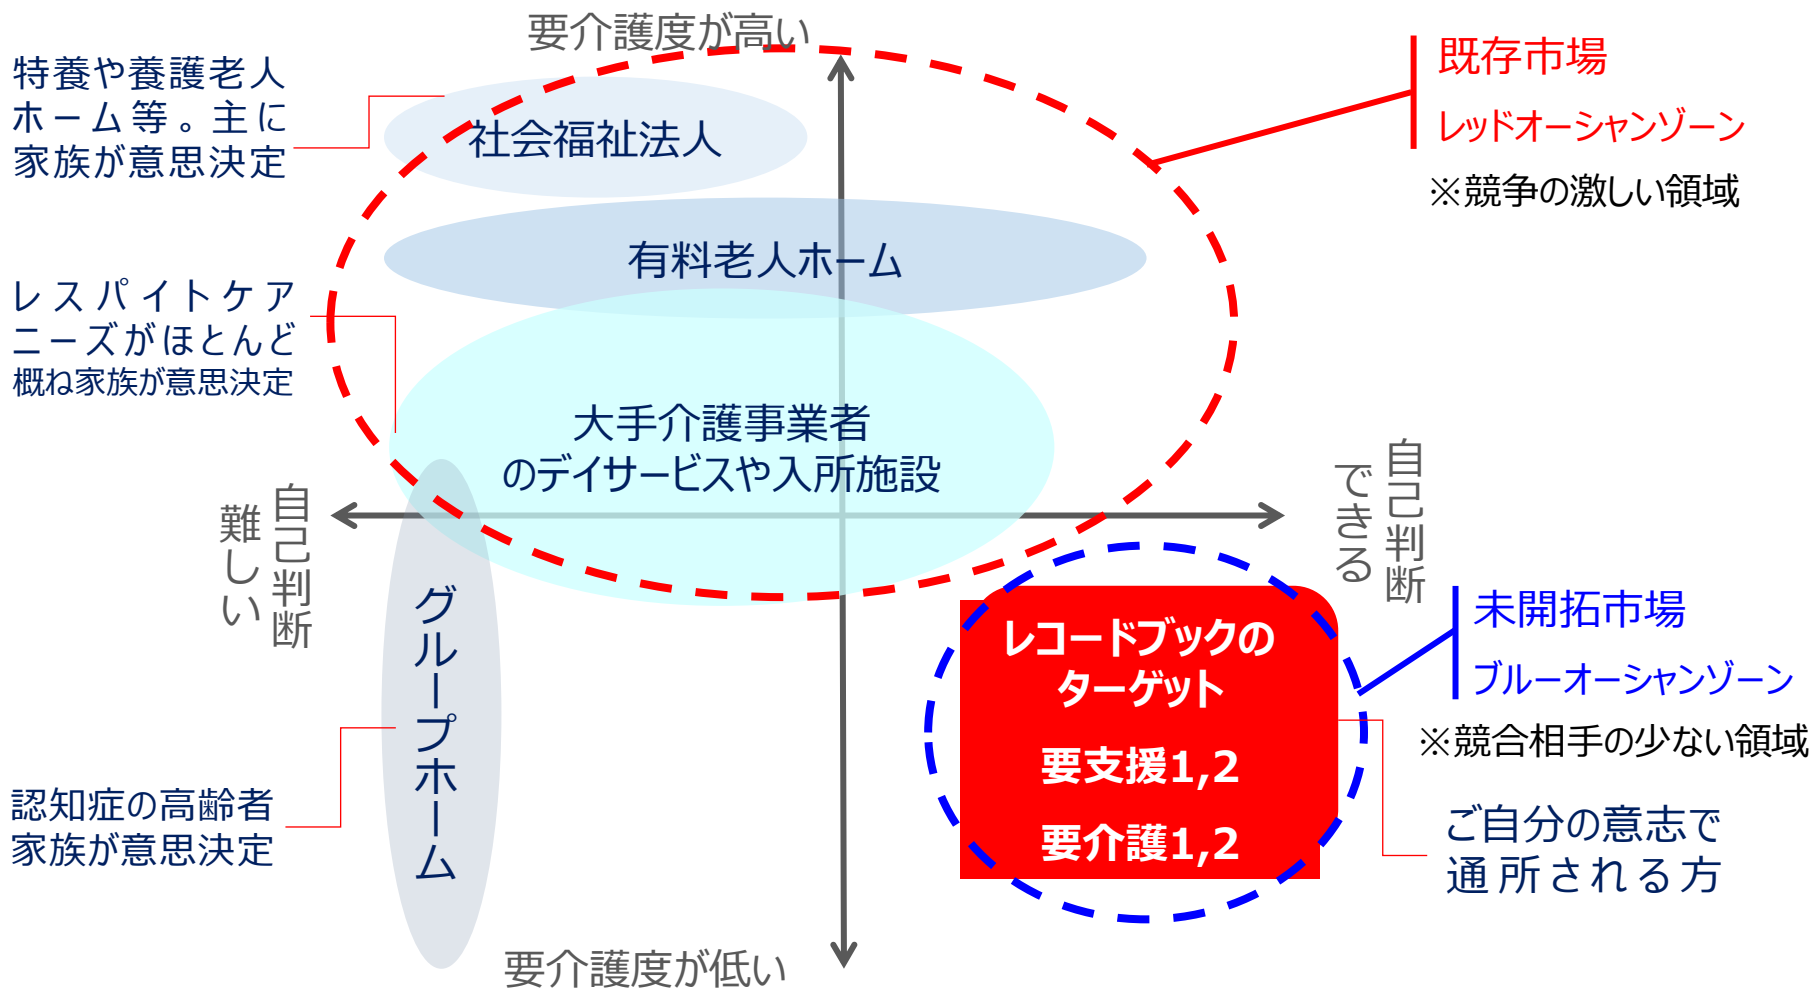 要介護度が高い
特養や養護老人
ホーム等。主に
家族が意思決定
社会福祉法人
既存市場
レッドオーシャンゾーン
※競争の激しい領域
有料老人ホーム
レスパイトケア
ニーズがほとんど
概ね家族が意思決定
大手介護事業者
のデイサービスや入所施設
自己判断
難しい
自己判断
できる
グループホーム
レコードブックの
ターゲット
要支援1,2
要介護1,2
未開拓市場
ブルーオーシャンゾーン
※競合相手の少ない領域
認知症の高齢者
家族が意思決定
ご自分の意志で
通所される方
要介護度が低い